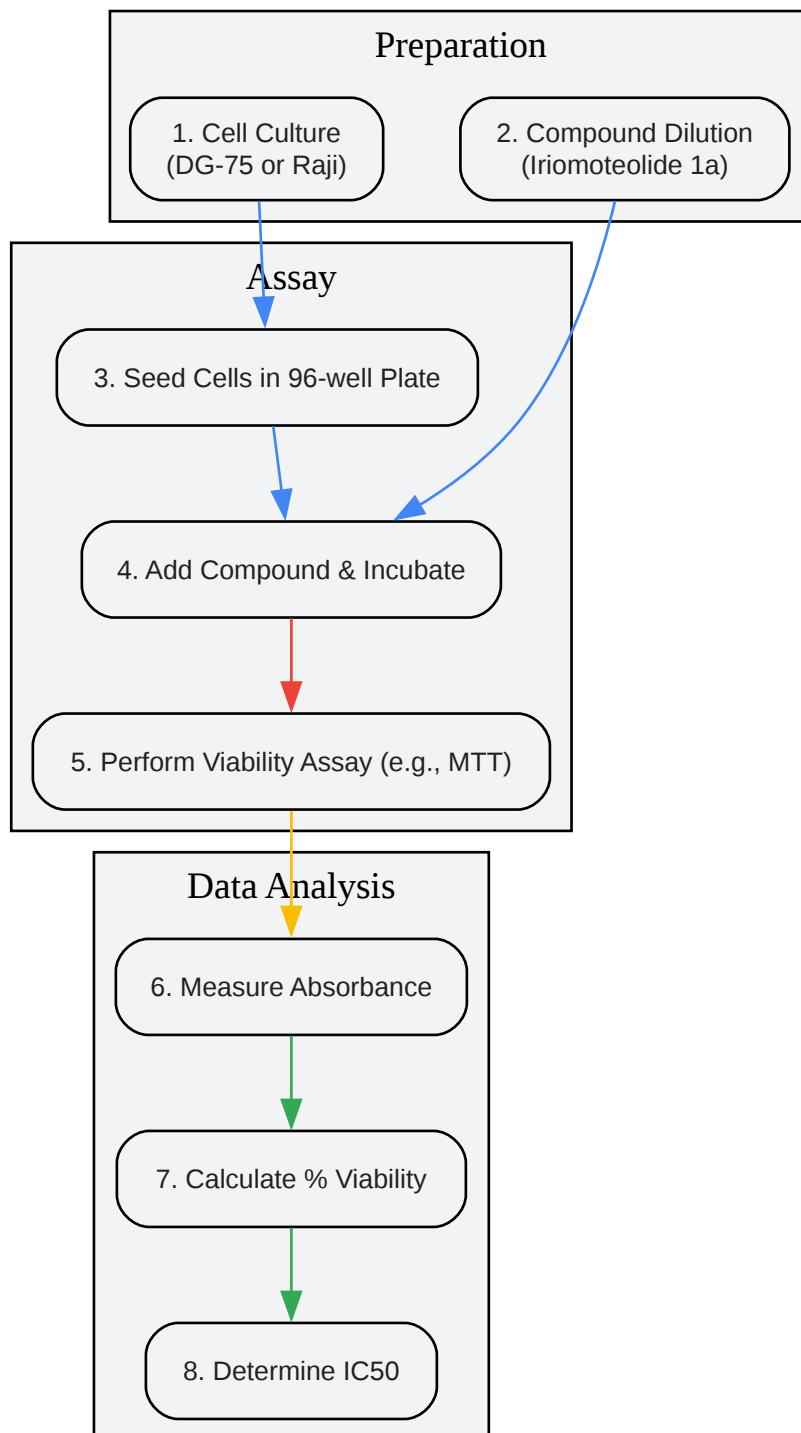 Preparation
1. Cell Culture
(DG-75 or Raji)
2. Compound Dilution
(Iriomoteolide 1a)
Assay
3. Seed Cells in 96-well Plate
4. Add Compound & Incubate
5. Perform Viability Assay (e.g., MTT)
Data Analysis
6. Measure Absorbance
7. Calculate % Viability
8. Determine IC50